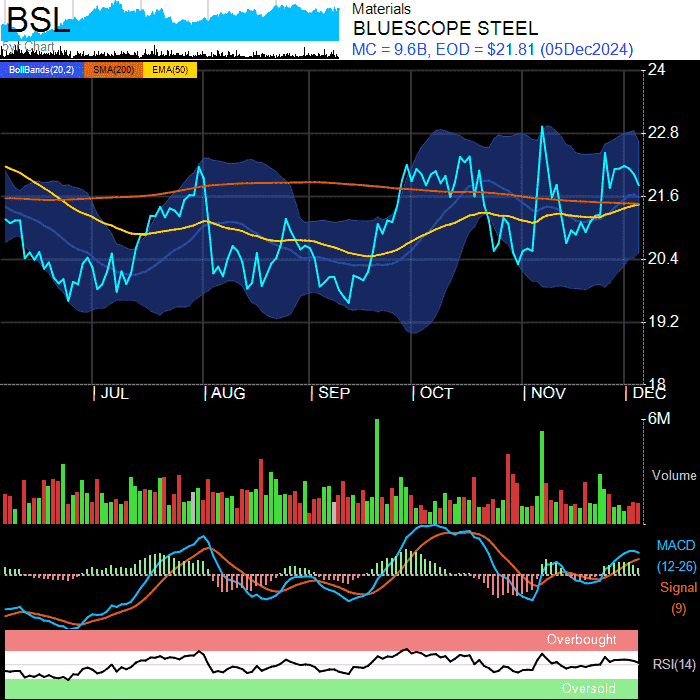 BSL
Materials
BLUESCOPE STEEL
MC = 9.6B, EOD = $21.81 (05Dec2024)
BollBands(20,2) SMA(200) EMA(50)
24
22.8
21.6
20.4
19.2
18
JUL AUG SEP OCT NOV DEC
6M
Volume
MACD
(12-26)
Signal
(9)
Overbought
RSI(14)
Oversold